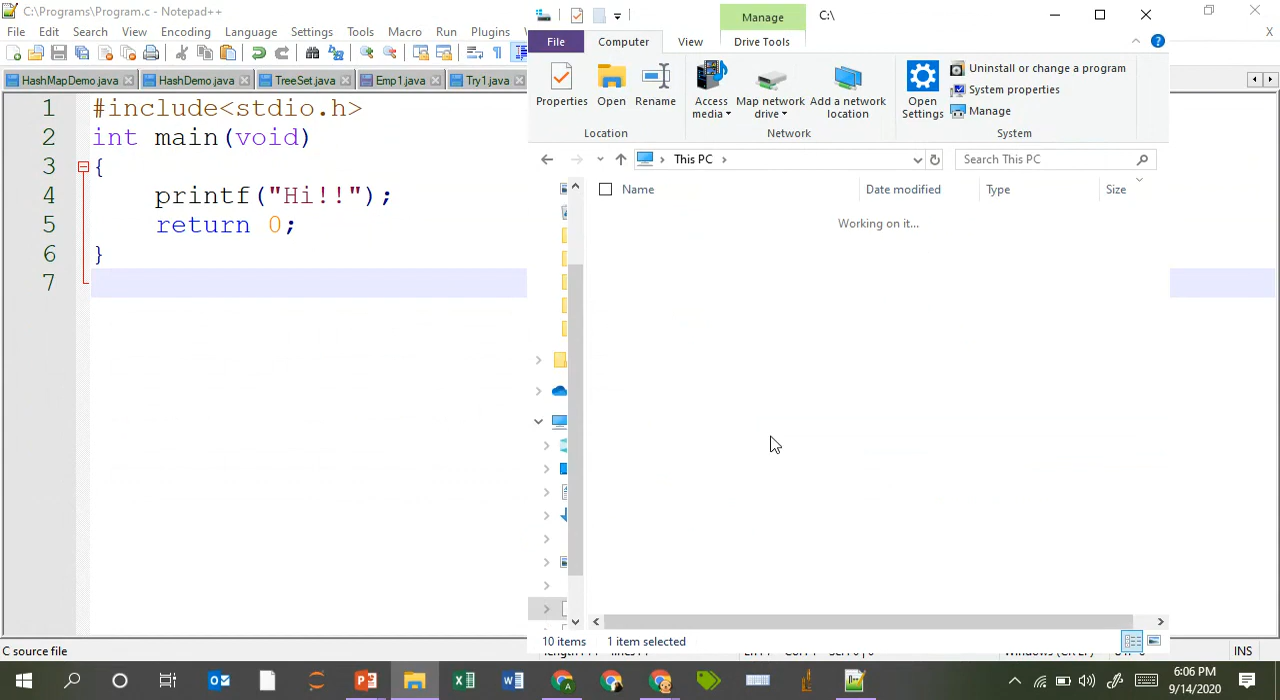 C:\Programs\Program.c - Notepad++
File Edit Search View Encoding Language Settings Tools Macro Run Plugins
HashMapDemo.java HashDemo.java TreeSet.java Emp1.java Try1.java
1 #include<stdio.h>
2 int main(void)
3 {
4 printf("Hi!!");
5 return 0;
6 }
7
C source file
Manage C:\
File Computer View Drive Tools
Properties Open Rename
Location
Access media
Map network drive
Add a network location
Network
Open Settings
Uninstall or change a program
System properties
Manage
System
This PC
Search This PC
Name Date modified Type Size
Working on it...
10 items 1 item selected
INS
6:06 PM
9/14/2020